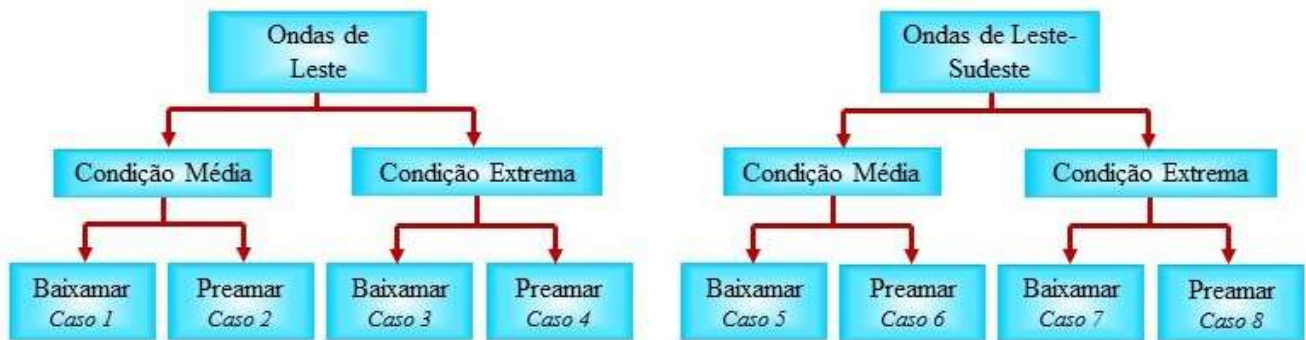 Ondas de
Leste
Condição Média
Condição Extrema
Baixamar
Caso 1
Preamar
Caso 2
Baixamar
Caso 3
Preamar
Caso 4
Ondas de Leste-
Sudeste
Condição Média
Condição Extrema
Baixamar
Caso 5
Preamar
Caso 6
Baixamar
Caso 7
Preamar
Caso 8